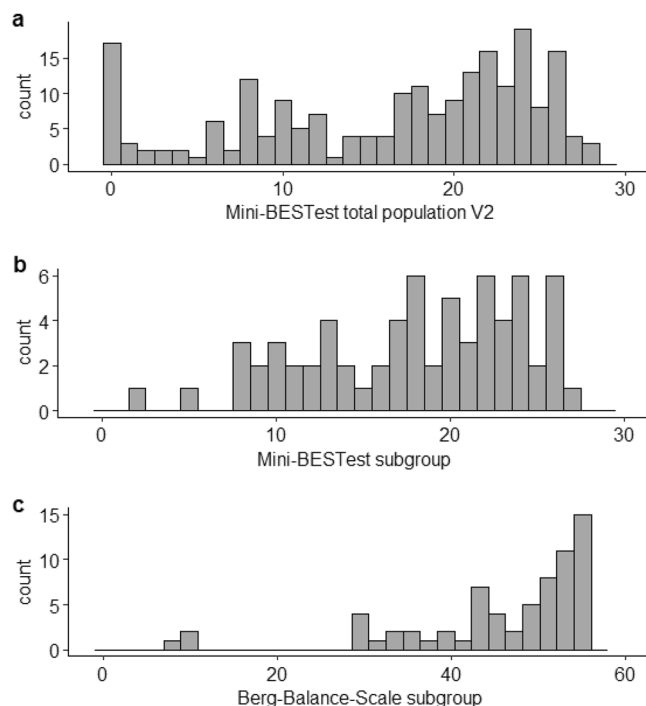 a
15
10
5
0
count
0 10 20 30
Mini-BESTest total population V2
b
6
4
2
0
count
0 10 20 30
Mini-BESTest subgroup
c
15
10
5
0
count
0 20 40 60
Berg-Balance-Scale subgroup